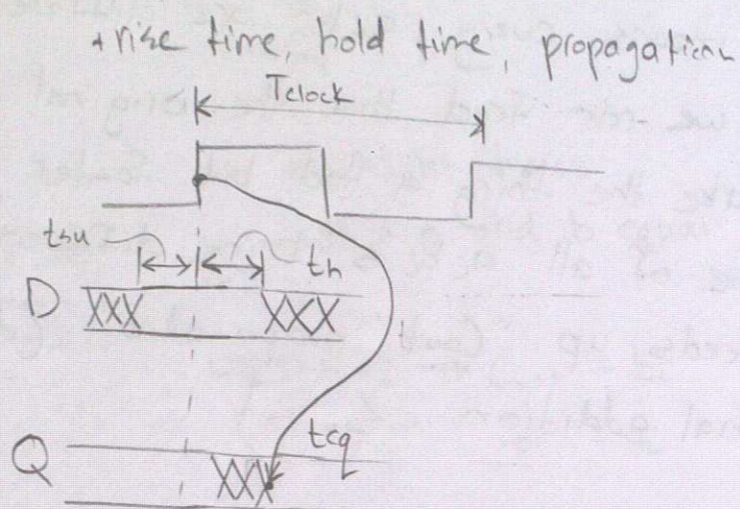 +rise time, hold time, propagation
Tclock
tsu
th
D XXX XXX
tcq
Q XXX